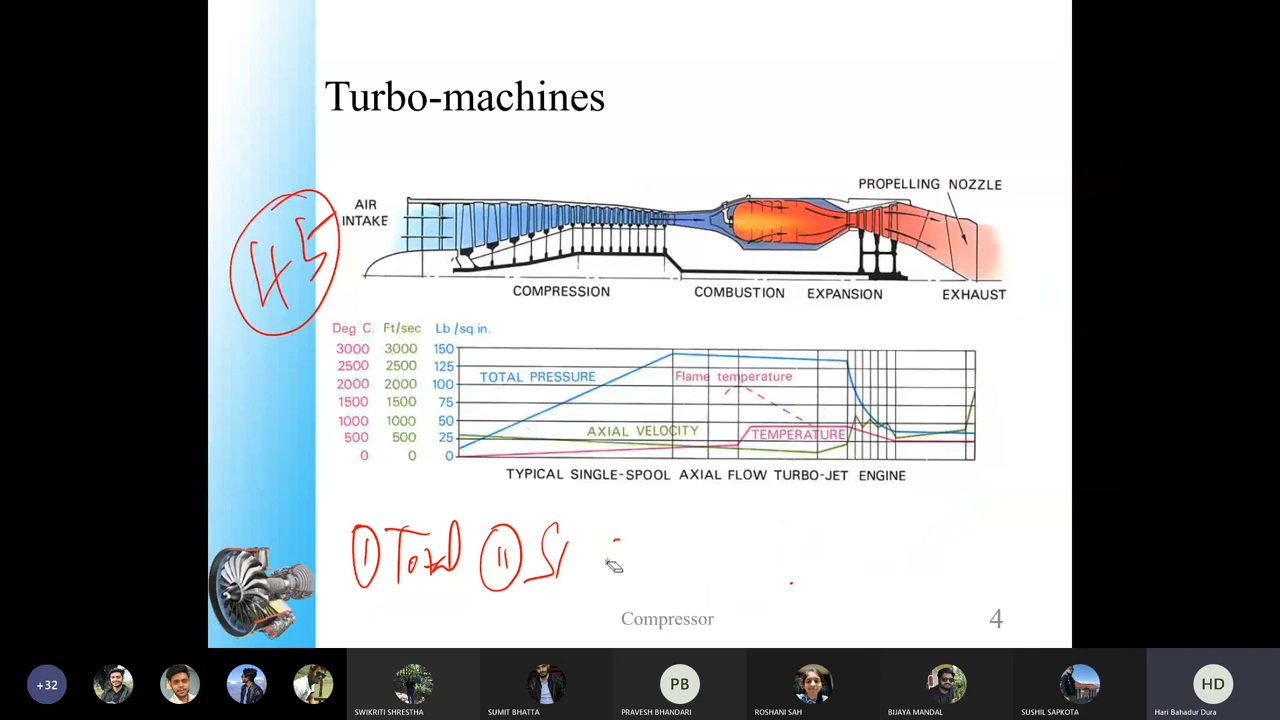 Turbo-machines
PROPELLING NOZZLE
AIR
INTAKE
45
COMPRESSION
COMBUSTION
EXPANSION
EXHAUST
Deg C. Ft/sec Lb/sq in.
3000 3000 150
2500 2500 125
2000 2000 100
1500 1500 75
1000 1000 50
500 500 25
0 0 0
TOTAL PRESSURE
Flame temperature
AXIAL VELOCITY
TEMPERATURE
TYPICAL SINGLE-SPOOL AXIAL FLOW TURBO-JET ENGINE
I Total II
Compressor
4
+32
SWIKRITI SHRESTHA
SUMIT BHATTA
PB
PRAVESH BHANDARI
ROSHANI SAH
BIJAYA MANDAL
SUSHIL SAPKOTA
HD
Hari Bahadur Dura